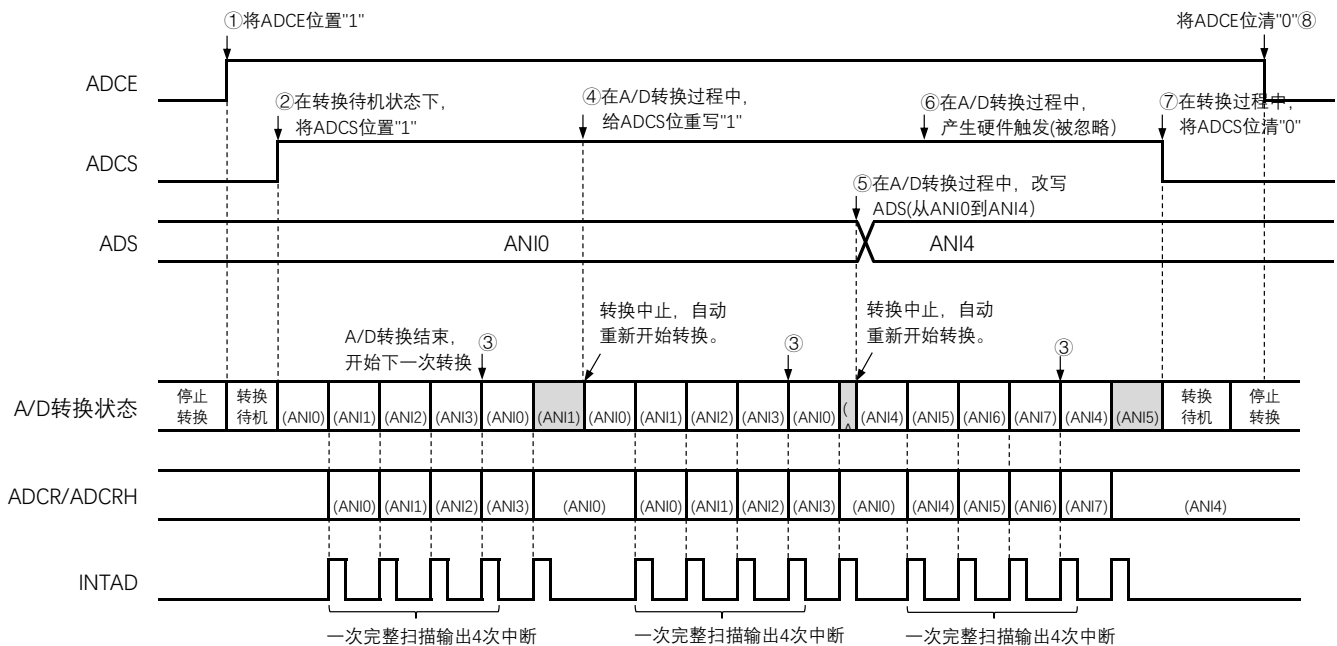 ①将ADCE位置"1"
将ADCE位清"0"⑧
ADCE
②在转换待机状态下，
将ADCS位置"1"
④在A/D转换过程中，
给ADCS位重写"1"
⑥在A/D转换过程中，
产生硬件触发(被忽略）
⑦在转换过程中，
将ADCS位清"0"
ADCS
⑤在A/D转换过程中，改写
ADS(从ANI0到ANI4）
ADS
ANI0
ANI4
A/D转换结束，
开始下一次转换
③
转换中止，自动
重新开始转换。
③
转换中止，自动
重新开始转换。
③
A/D转换状态
停止
转换
转换
待机
(ANI0) (ANI1) (ANI2) (ANI3) (ANI0) (ANI1) (ANI0) (ANI1) (ANI2) (ANI3) (ANI0) (ANI4) (ANI5) (ANI6) (ANI7) (ANI4) (ANI5)
转换
待机
停止
转换
ADCR/ADCRH
(ANI0) (ANI1) (ANI2) (ANI3) (ANI0) (ANI0) (ANI1) (ANI2) (ANI3) (ANI0) (ANI4) (ANI5) (ANI6) (ANI7) (ANI4)
INTAD
一次完整扫描输出4次中断
一次完整扫描输出4次中断
一次完整扫描输出4次中断